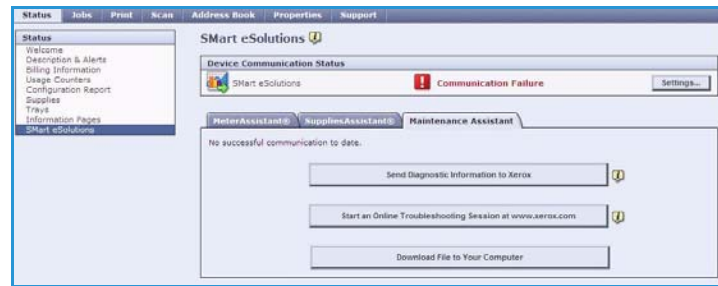 Status Jobs Print Scan Address Book Properties Support
Status
Welcome
Description & Alerts
Billing Information
Usage Counters
Configuration Report
Supplies
Trays
Information Pages
SMart eSolutions
SMart eSolutions
Device Communication Status
SMart eSolutions Communication Failure Settings...
MeterAssistant® SuppliesAssistant® Maintenance Assistant
No successful communication to date.
Send Diagnostic Information to Xerox
Start an Online Troubleshooting Session at www.xerox.com
Download File to Your Computer